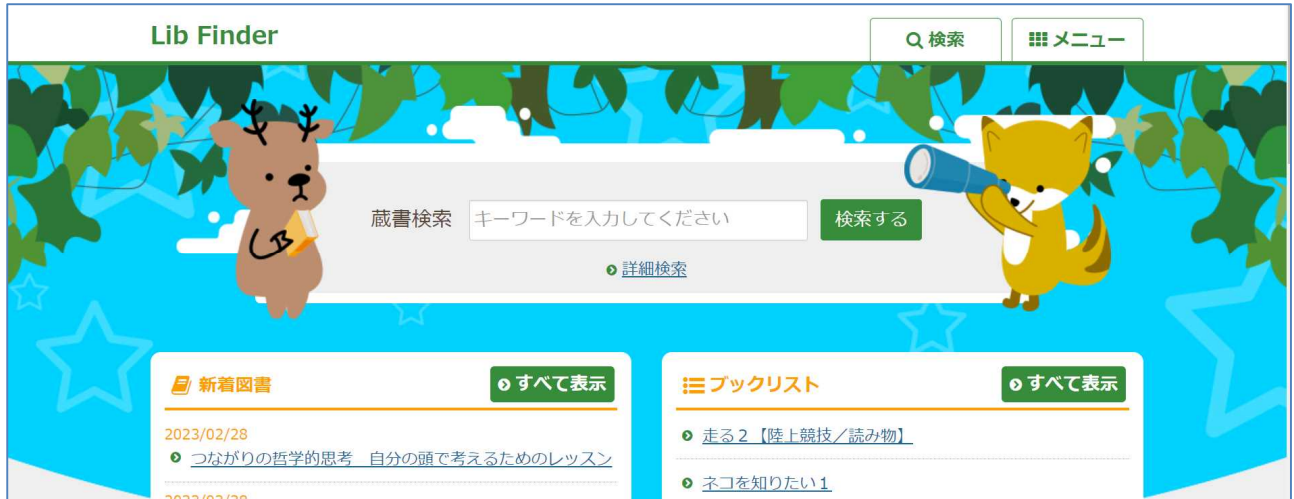 Lib Finder
検索
メニュー
蔵書検索 キーワードを入力してください 検索する
詳細検索
新着図書 すべて表示
2023/02/28
つながりの哲学的思考 自分の頭で考えるためのレッスン
ブックリスト すべて表示
走る2【陸上競技/読み物】
ネコを知りたい1